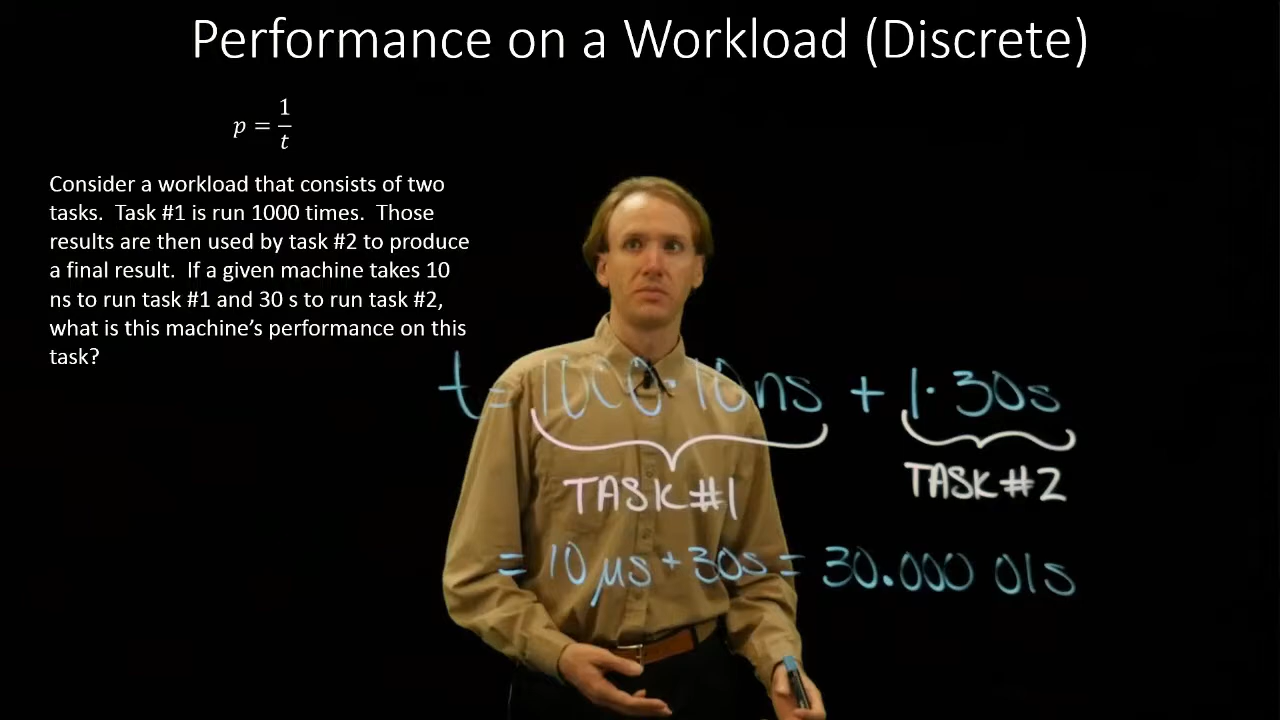 Performance on a Workload (Discrete)
p = 1/t
Consider a workload that consists of two
tasks. Task #1 is run 1000 times. Those
results are then used by task #2 to produce
a final result. If a given machine takes 10
ns to run task #1 and 30 s to run task #2,
what is this machine's performance on this
task?
t = 1000·10ns + 1·30s
TASK #1 TASK #2
= 10 µs + 30s = 30.000 01s